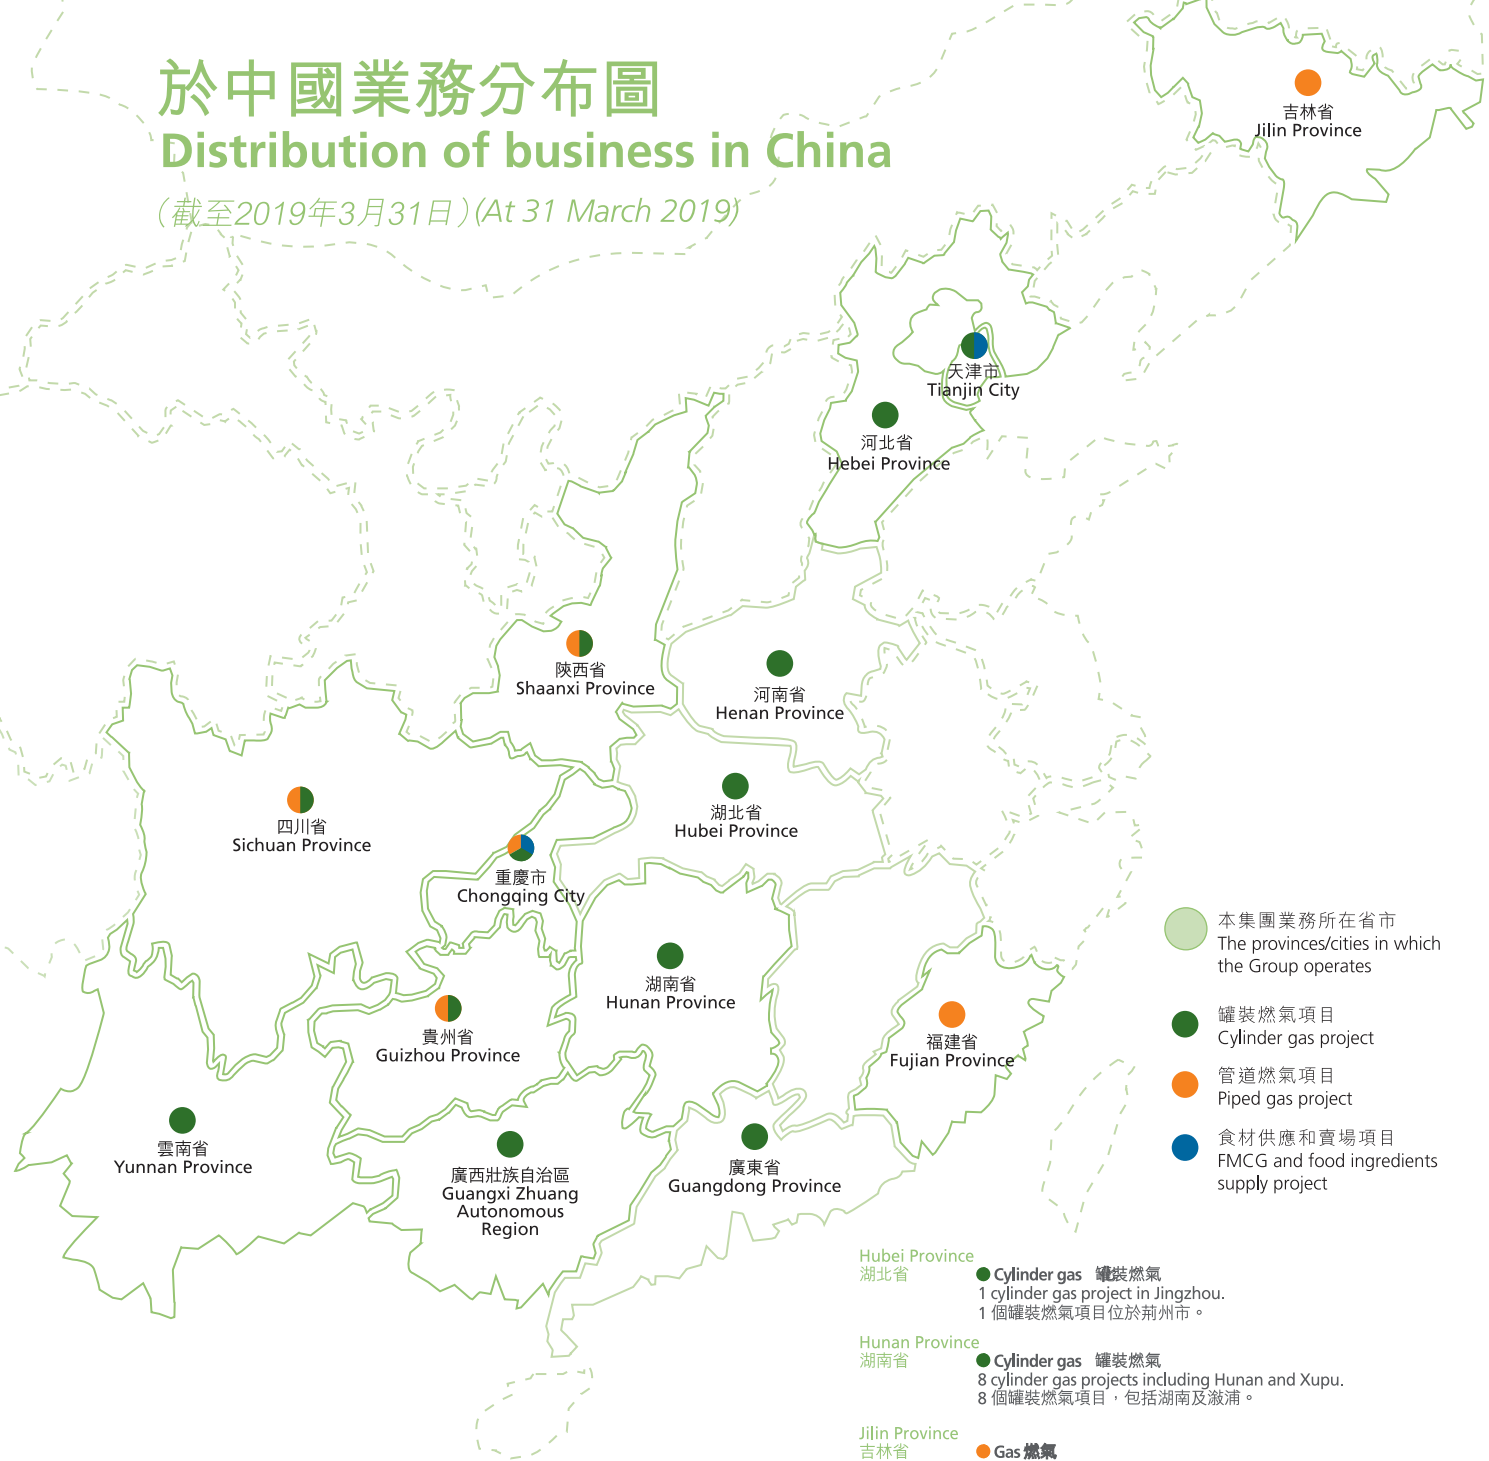 於中國業務分布圖
Distribution of business in China
（截至2019年3月31日）(At 31 March 2019)
吉林省
Jilin Province
天津市
Tianjin City
河北省
Hebei Province
陝西省
Shaanxi Province
河南省
Henan Province
四川省
Sichuan Province
湖北省
Hubei Province
重慶市
Chongqing City
湖南省
Hunan Province
貴州省
Guizhou Province
福建省
Fujian Province
雲南省
Yunnan Province
廣西壯族自治區
Guangxi Zhuang
Autonomous
Region
廣東省
Guangdong Province
本集團業務所在省市
The provinces/cities in which
the Group operates
罐裝燃氣項目
Cylinder gas project
管道燃氣項目
Piped gas project
食材供應和賣場項目
FMCG and food ingredients
supply project
Hubei Province
湖北省
Cylinder gas 裝燃氣
1 cylinder gas project in Jingzhou.
1 個罐裝燃氣項目位於荊州市。
Hunan Province
湖南省
Cylinder gas 罐裝燃氣
8 cylinder gas projects including Hunan and Xupu.
8 個罐裝燃氣項目，包括湖南及漵浦。
Jilin Province
吉林省
Gas 燃氣